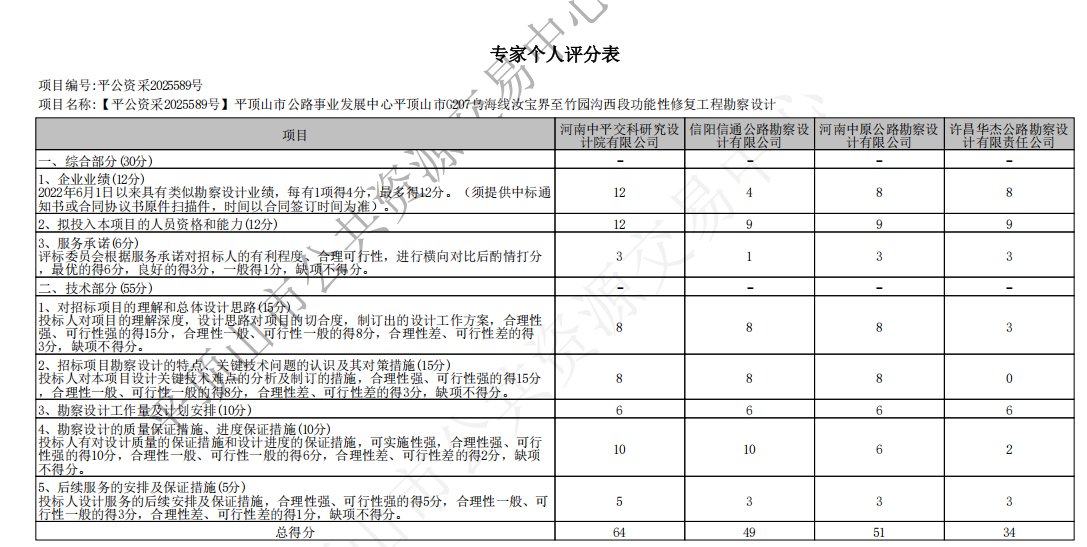 专家个人评分表
项目编号:平公资采2025589号
项目名称:【平公资采2025589号】平顶山市公路事业发展中心平顶山市G207乌海线汝宝界至竹园沟西段功能性修复工程勘察设计
项目 河南中平交科研究设计院有限公司 信阳信通公路勘察设计有限公司 河南中原公路勘察设计有限公司 许昌华杰公路勘察设计有限责任公司
一、综合部分(30分) - - - -
1、企业业绩(12分)
2022年6月1日以来具有类似勘察设计业绩，每有1项得4分，最多得12分。（须提供中标通
知书或合同协议书原件扫描件，时间以合同签订时间为准）。 12 4 8 8
2、拟投入本项目的人员资格和能力(12分) 12 9 9 9
3、服务承诺(6分)
评标委员会根据服务承诺对招标人的有利程度、合理可行性，进行横向对比后酌情打分
，最优的得6分，良好的得3分，一般得1分，缺项不得分。 3 1 3 3
二、技术部分(55分) - - - -
1、对招标项目的理解和总体设计思路(15分)
投标人对项目的理解深度，设计思路对项目的切合度，制订出的设计工作方案，合理性
强、可行性强的得15分，合理性一般、可行性一般的得8分，合理性差、可行性差的得
3分，缺项不得分。 8 8 8 3
2、招标项目勘察设计的特点、关键技术问题的认识及其对策措施(15分)
投标人对本项目设计关键技术难点的分析及制订的措施，合理性强、可行性强的得15分
，合理性一般、可行性一般的得8分，合理性差、可行性差的得3分，缺项不得分。 8 8 8 0
3、勘察设计工作量及计划安排(10分) 6 6 6 6
4、勘察设计的质量保证措施、进度保证措施(10分)
投标人有对设计质量的保证措施和设计进度的保证措施，可实施性强，合理性强、可行
性强的得10分，合理性一般、可行性一般的得6分，合理性差、可行性差的得2分，缺项
不得分。 10 10 6 2
5、后续服务的安排及保证措施(5分)
投标人设计服务的后续安排及保证措施，合理性强、可行性强的得5分，合理性一般、可
行性一般的得3分，合理性差、可行性差的得1分，缺项不得分。 5 3 3 3
总得分 64 49 51 34
平顶山市公共资源交易中心
山市公共资源交易中心